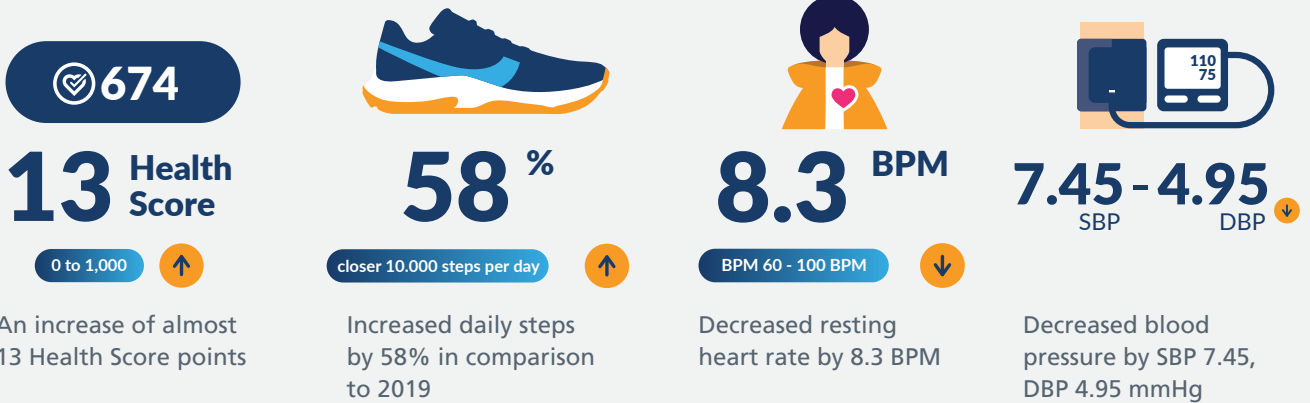 674
13 Health
Score
0 to 1,000
An increase of almost
13 Health Score points
58 %
closer 10.000 steps per day
Increased daily steps
by 58% in comparison
to 2019
8.3 BPM
BPM 60 - 100 BPM
Decreased resting
heart rate by 8.3 BPM
110
75
7.45 - 4.95
SBP DBP
Decreased blood
pressure by SBP 7.45,
DBP 4.95 mmHg